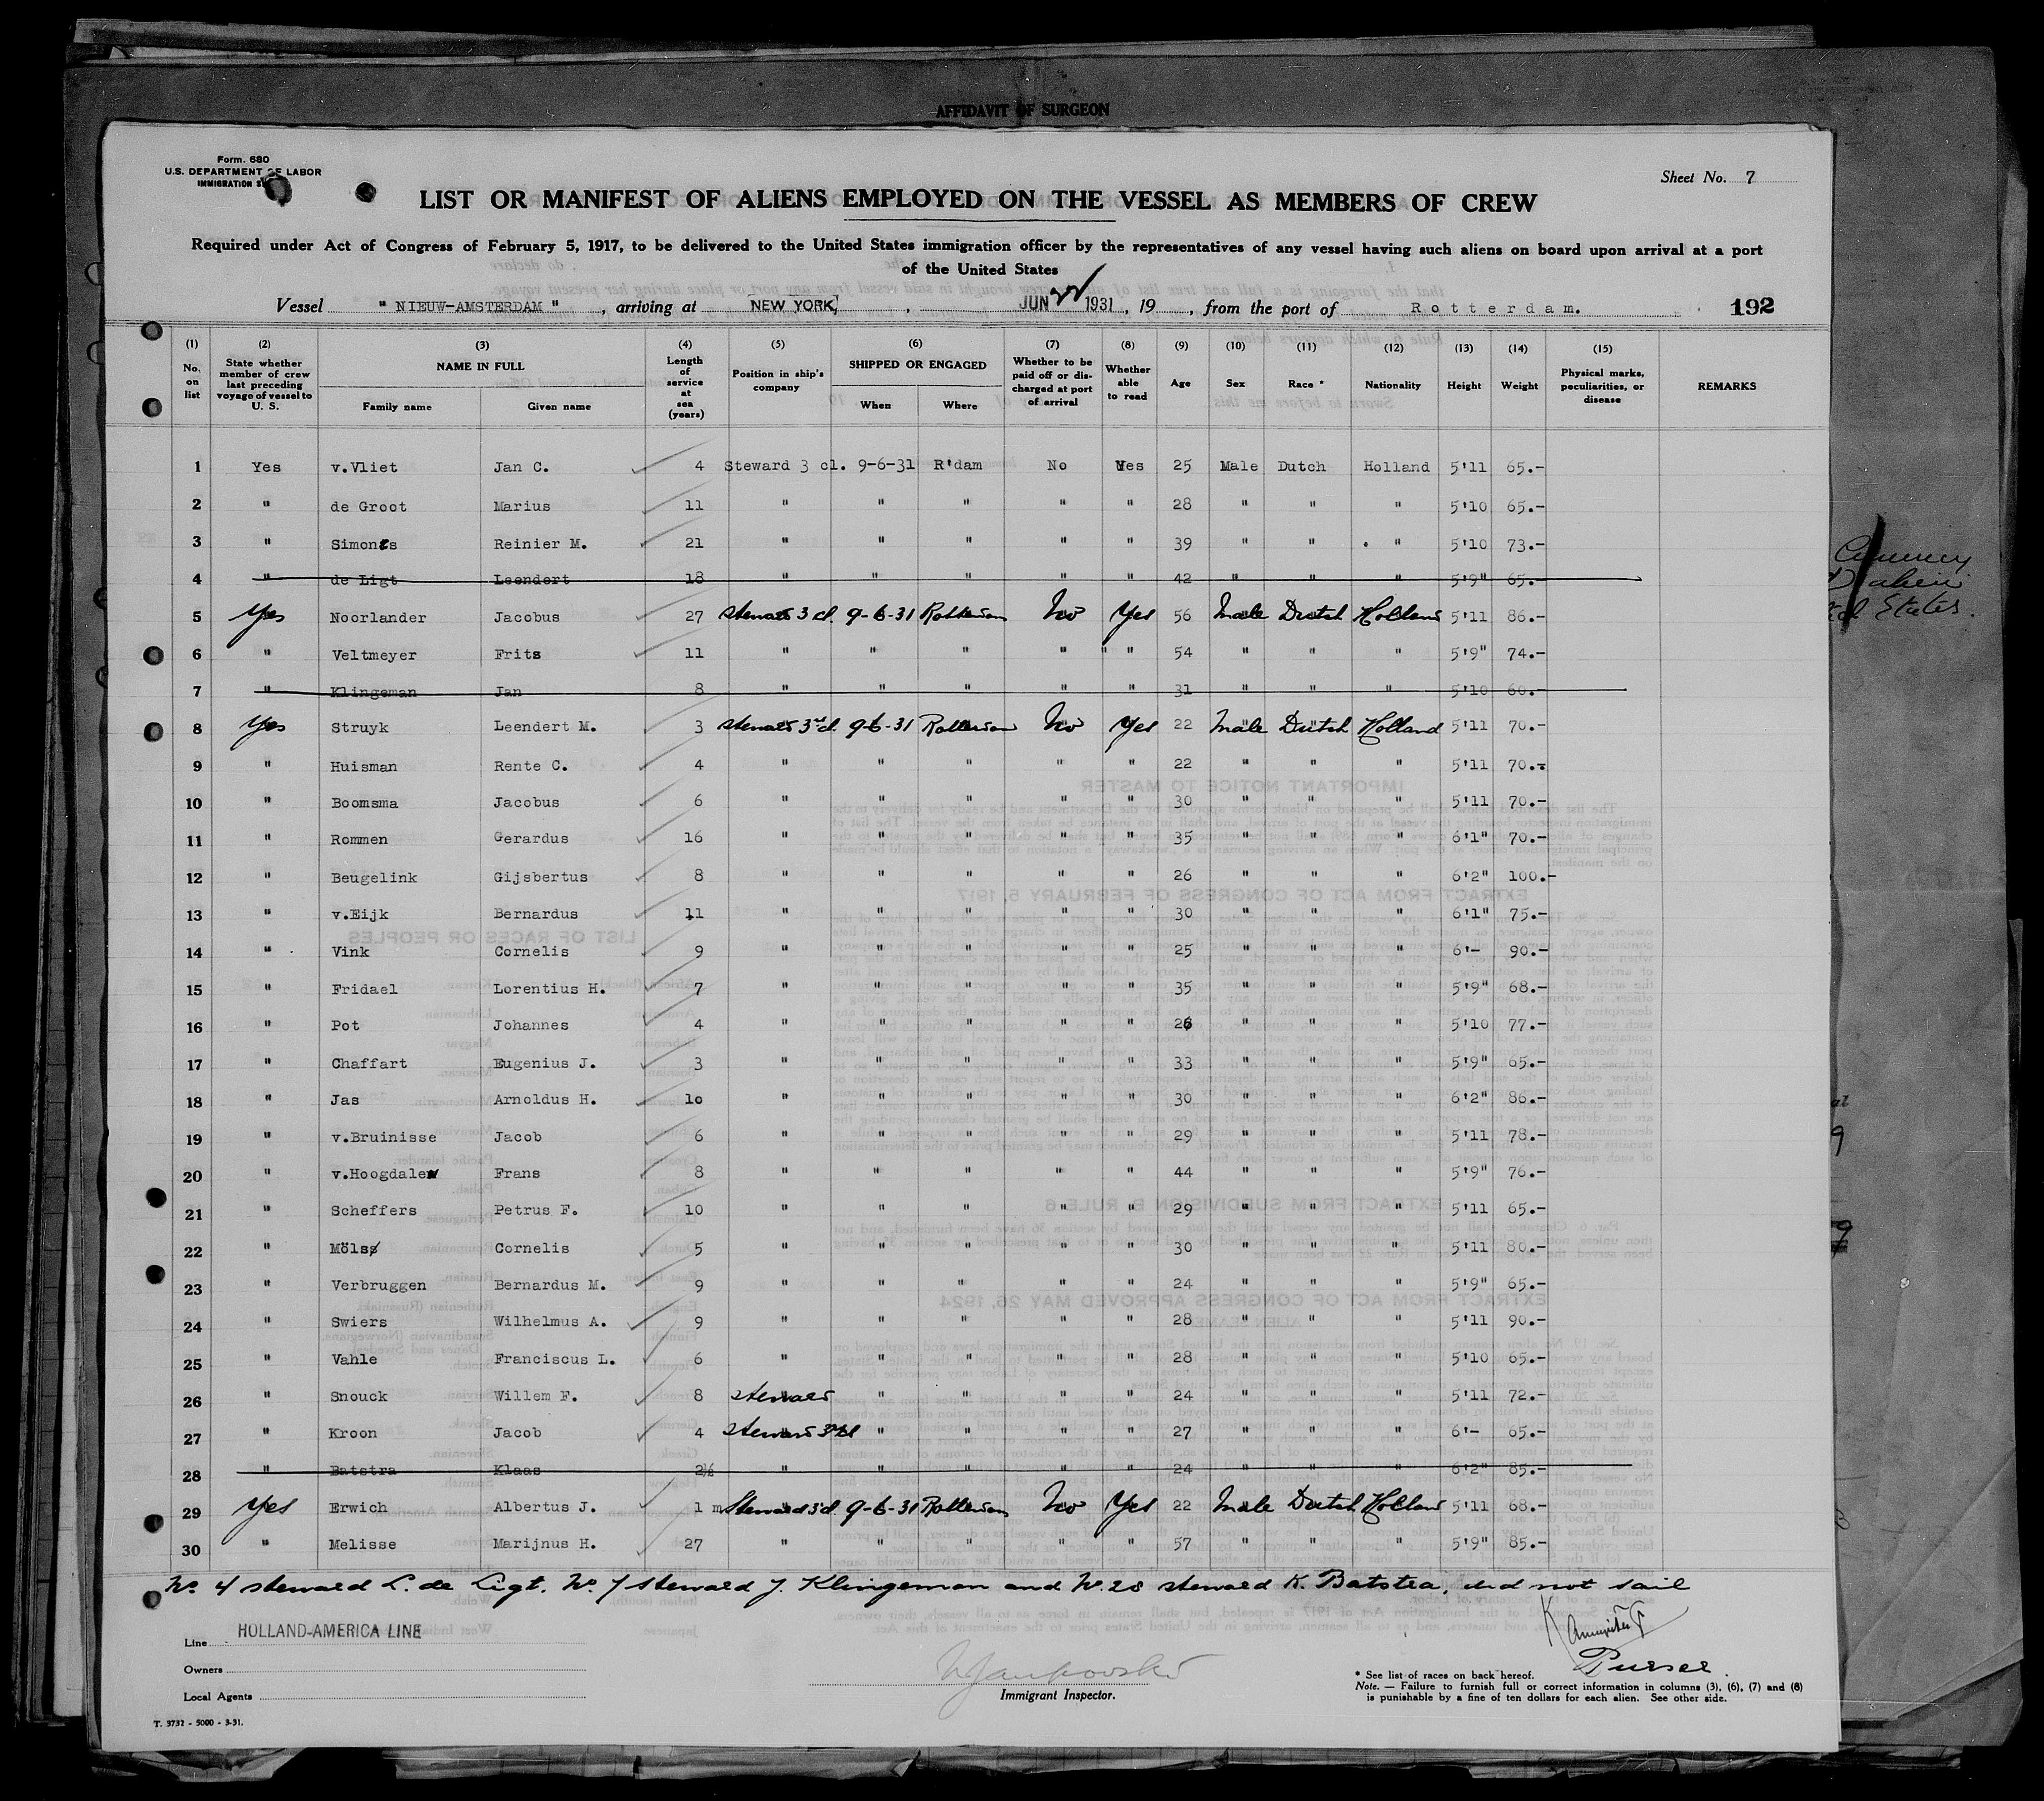 AFFIDAVIT OF SURGEON
Form. 680
U.S. DEPARTMENT OF LABOR
IMMIGRATION
Sheet No. 7
LIST OR MANIFEST OF ALIENS EMPLOYED ON THE VESSEL AS MEMBERS OF CREW
Required under Act of Congress of February 5, 1917, to be delivered to the United States immigration officer by the representatives of any vessel having such aliens on board upon arrival at a port
of the United States
Vessel " NIEUW-AMSTERDAM " , arriving at NEW YORK , JUN 1931 , 19 , from the port of Rotterdam. 192
(1) No. on list (2) State whether member of crew last preceding voyage of vessel to U. S. (3) NAME IN FULL Family name Given name (4) Length of service at sea (years) (5) Position in ship's company (6) SHIPPED OR ENGAGED When Where (7) Whether to be paid off or discharged at port of arrival (8) Whether able to read (9) Age (10) Sex (11) Race * (12) Nationality (13) Height (14) Weight (15) Physical marks, peculiarities, or disease REMARKS
1 Yes v.Vliet Jan C. 4 Steward 3 cl. 9-6-31 R'dam No Yes 25 Male Dutch Holland 5'11 65.-
2 " de Groot Marius 11 " " " " " 28 " " " 5'10 65.-
3 " Simons Reinier M. 21 " " " " " 39 " " " 5'10 73.-
4 " de Ligt Leendert 18 " " " " " 42 " " " 5'9" 65.-
5 Yes Noorlander Jacobus 27 steward 3 cl. 9-6-31 Rotterdam No Yes 56 Male Dutch Holland 5'11 86.-
6 " Veltmeyer Frits 11 " " " " " 54 " " " 5'9" 74.-
7 " Klingeman Jan 8 " " " " " 31 " " " 5'10 60.-
8 Yes Struyk Leendert M. 3 steward 3rd cl. 9-6-31 Rotterdam No Yes 22 Male Dutch Holland 5'11 70.-
9 " Huisman Rente C. 4 " " " " " 22 " " " 5'11 70.-
10 " Boomsma Jacobus 6 " " " " " 30 " " " 5'11 70.-
11 " Rommen Gerardus 16 " " " " " 35 " " " 6'1" 70.-
12 " Beugelink Gijsbertus 8 " " " " " 26 " " " 6'2" 100.-
13 " v.Eijk Bernardus 11 " " " " " 30 " " " 6'1" 75.-
14 " Vink Cornelis 9 " " " " " 25 " " " 6'- 90.-
15 " Fridael Lorentius H. 7 " " " " " 35 " " " 5'9" 68.-
16 " Pot Johannes 4 " " " " " 26 " " " 5'10 77.-
17 " Chaffart Eugenius J. 3 " " " " " 33 " " " 5'9" 65.-
18 " Jas Arnoldus H. 10 " " " " " 30 " " " 6'2" 86.-
19 " v.Bruinisse Jacob 6 " " " " " 29 " " " 5'11 78.-
20 " v.Hoogdalen Frans 8 " " " " " 44 " " " 5'9" 76.-
21 " Scheffers Petrus F. 10 " " " " " 29 " " " 5'11 65.-
22 " Möls Cornelis 5 " " " " " 30 " " " 5'11 80.-
23 " Verbruggen Bernardus M. 9 " " " " " 24 " " " 5'9" 65.-
24 " Swiers Wilhelmus A. 9 " " " " " 28 " " " 5'11 90.-
25 " Vahle Franciscus L. 6 " " " " " 28 " " " 5'10 65.-
26 " Snouck Willem F. 8 steward " " " " 24 " " " 5'11 72.-
27 " Kroon Jacob 4 steward 3rd cl " " " " 27 " " " 6'- 65.-
28 " Batstra Klaas 2½ " " " " " 24 " " " 6'2" 85.-
29 Yes Erwich Albertus J. 1 m Steward 3 cl. 9-6-31 Rotterdam No Yes 22 Male Dutch Holland 5'11 68.-
30 " Melisse Marijnus H. 27 " " " " " 57 " " " 5'9" 85.-
No. 4 steward L. de Ligt, No. 7 steward J. Klingeman and No. 28 steward K. Batstra, did not sail
Line HOLLAND-AMERICA LINE
Owners
Local Agents
T. 3732 - 5000 - 3-31.
Immigrant Inspector.
Purser.
* See list of races on back hereof.
Note. — Failure to furnish full or correct information in columns (3), (6), (7) and (8)
is punishable by a fine of ten dollars for each alien. See other side.